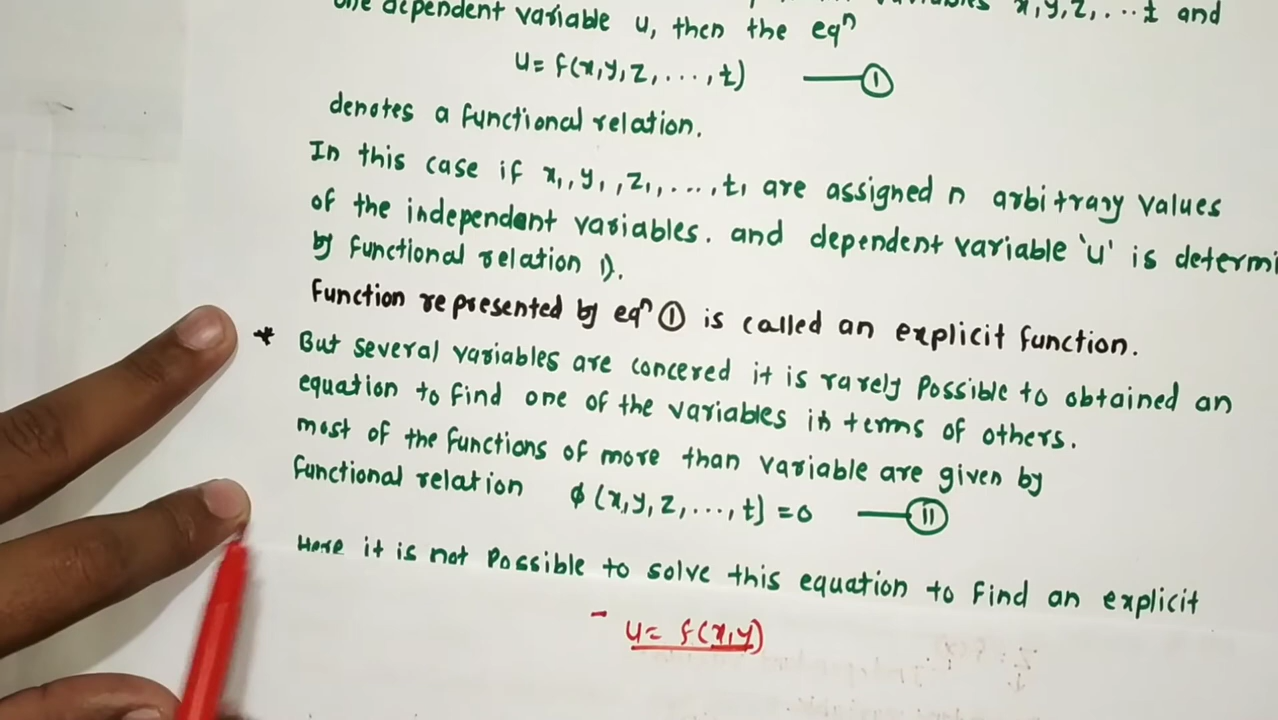 one dependent variable u, then the eqn
x,y,z,...t and
u= f(x,y,z,...,t) ——①
denotes a functional relation.
In this case if x₁,y₁,z₁,...,t₁ are assigned n arbitrary values
of the independent variables. and dependent variable 'u' is determi
by functional relation 1).
Function represented by eqn ① is called an explicit function.
* But several variables are concered it is rarely possible to obtained an
equation to find one of the variables in terms of others.
most of the functions of more than variable are given by
functional relation φ(x,y,z,...,t)=0 ——⑪
Here it is not possible to solve this equation to find an explicit
u= f(x,y)